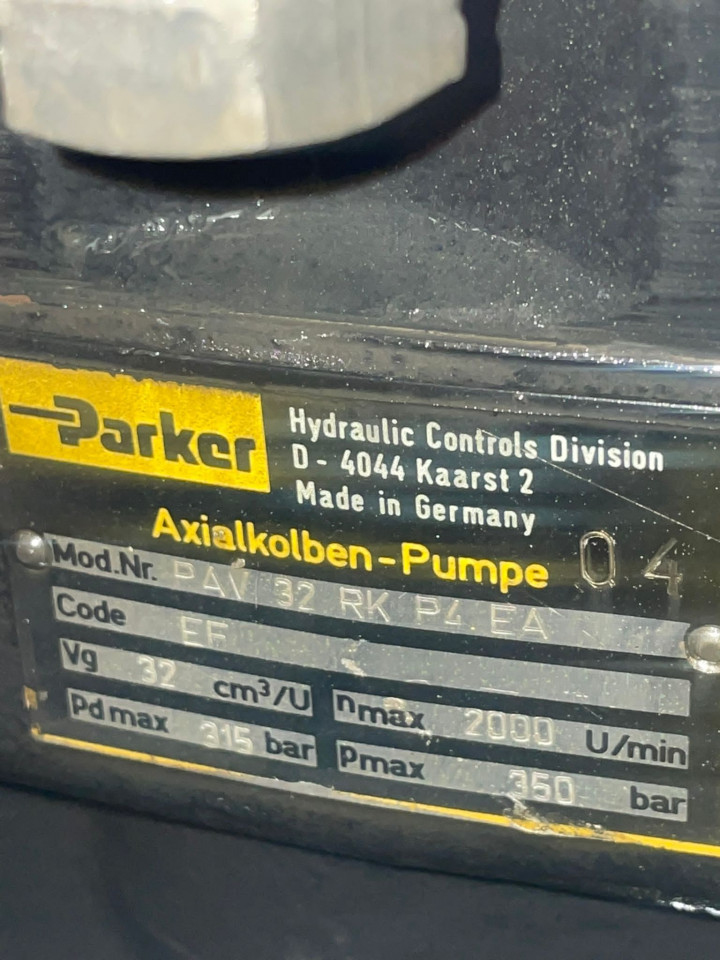 Parker
Hydraulic Controls Division
D - 4044 Kaarst 2
Made in Germany
Axialkolben-Pumpe 04
Mod.Nr. PAV 32 RK P4 EA
Code EF
Vg 32 cm³/U nmax 2000 U/min
Pd max 315 bar Pmax 350 bar